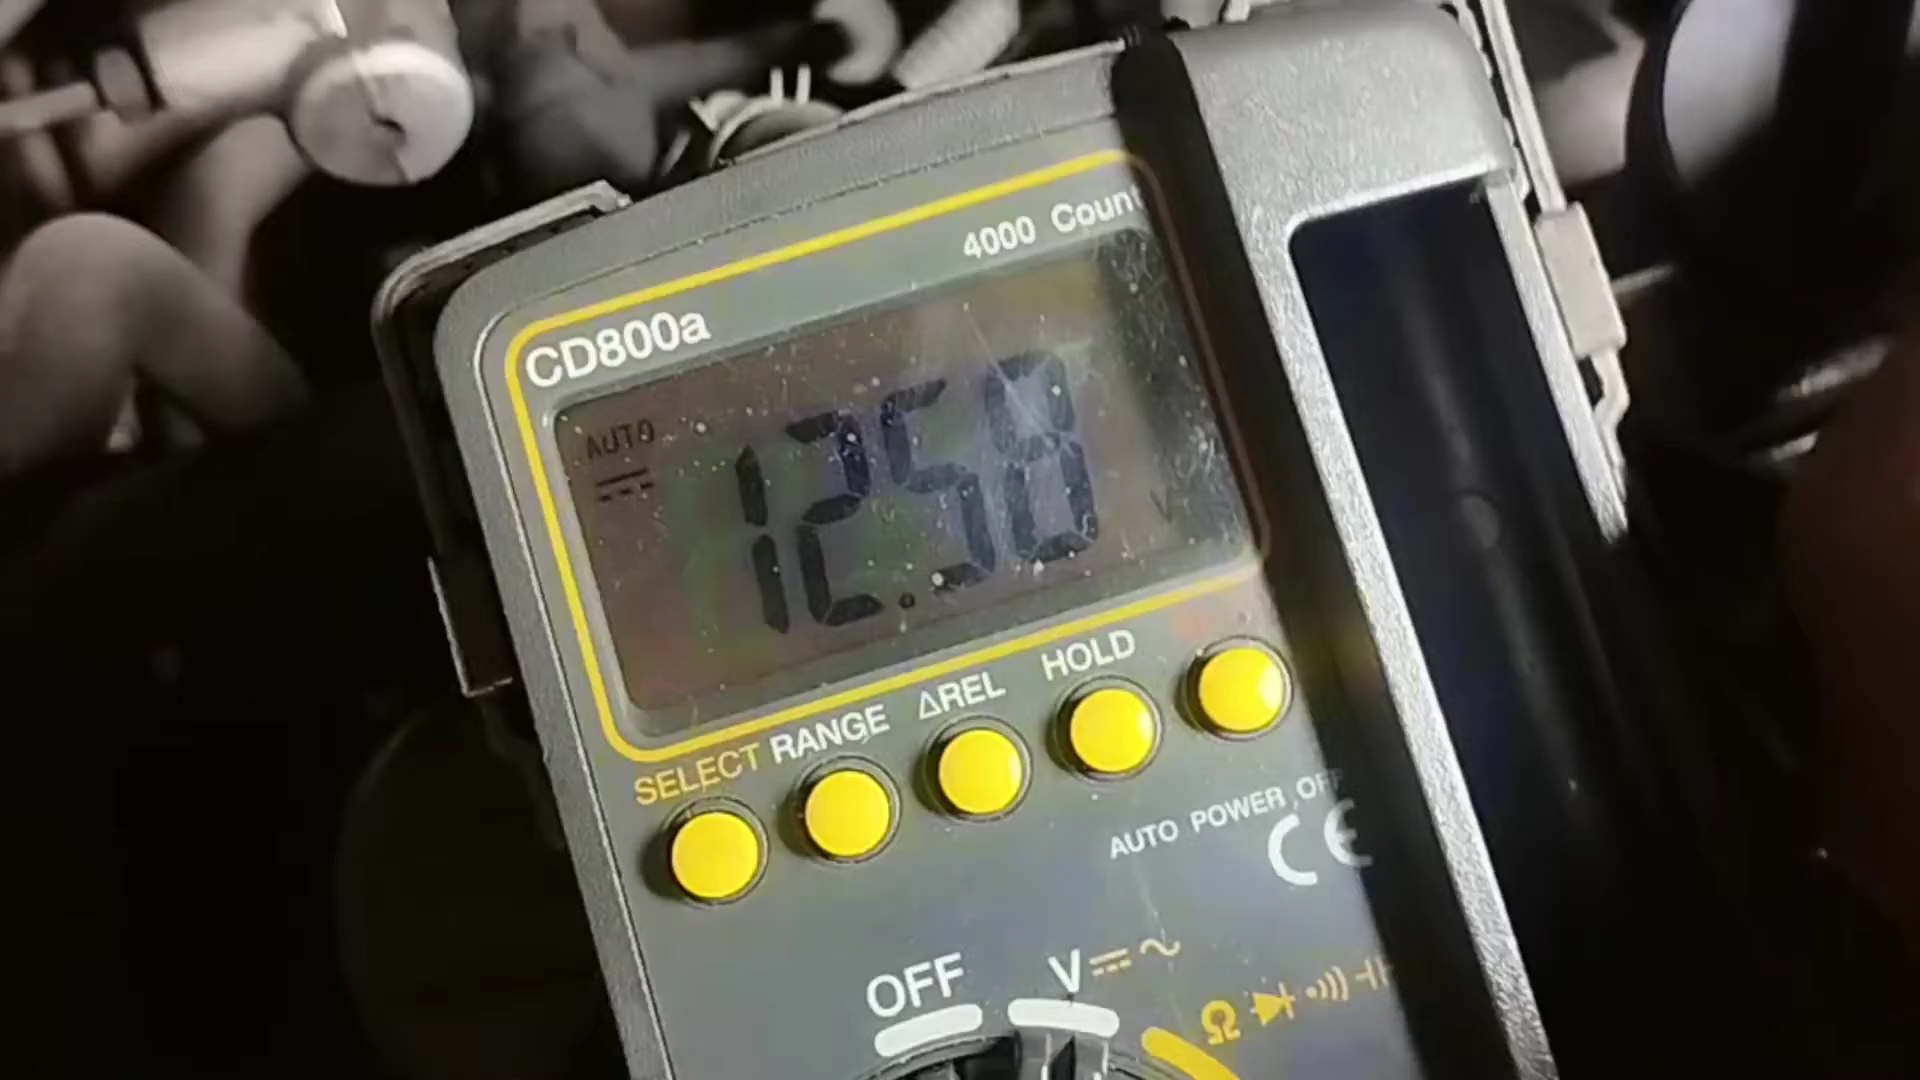 4000 Count
CD800a
AUTO
12.58
V
SELECT RANGE ΔREL HOLD
AUTO POWER OFF
CE
OFF V
Ω